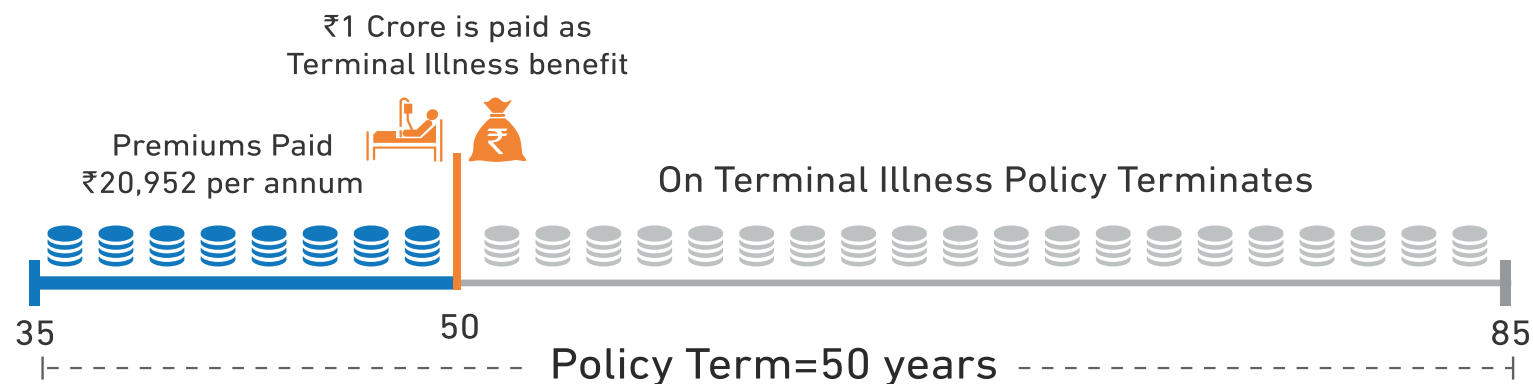 ₹1 Crore is paid as
Terminal Illness benefit
Premiums Paid
₹20,952 per annum
₹
On Terminal Illness Policy Terminates
35
50
85
Policy Term=50 years